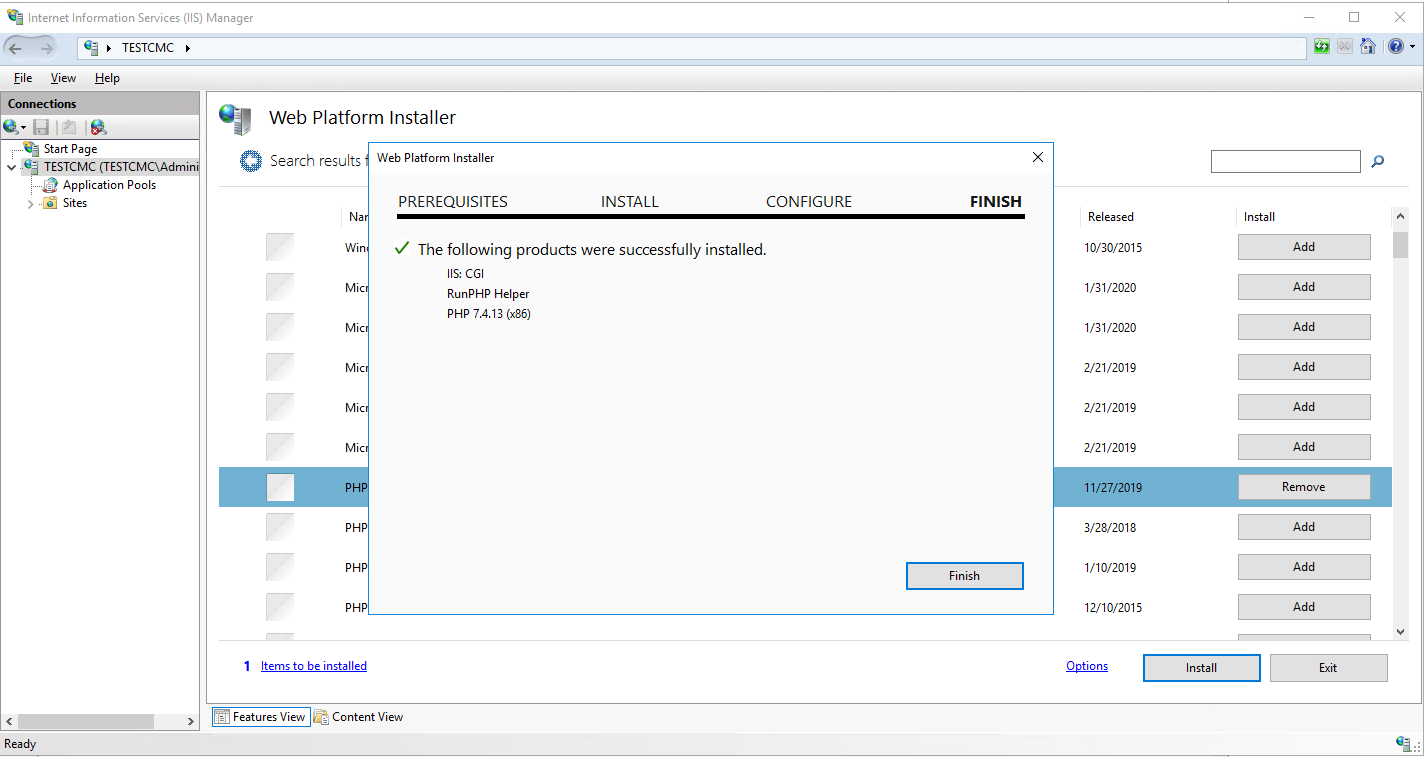 Internet Information Services (IIS) Manager
TESTCMC
File View Help
Connections
Start Page
TESTCMC (TESTCMC\Admini
Application Pools
Sites
Web Platform Installer
Search results f
Web Platform Installer
PREREQUISITES INSTALL CONFIGURE FINISH
The following products were successfully installed.
IIS: CGI
RunPHP Helper
PHP 7.4.13 (x86)
Finish
Nar Released Install
Wind 10/30/2015 Add
Micr 1/31/2020 Add
Micr 1/31/2020 Add
Micr 2/21/2019 Add
Micr 2/21/2019 Add
Micr 2/21/2019 Add
PHP 11/27/2019 Remove
PHP 3/28/2018 Add
PHP 1/10/2019 Add
PHP 12/10/2015 Add
1 Items to be installed Options Install Exit
Features View Content View
Ready